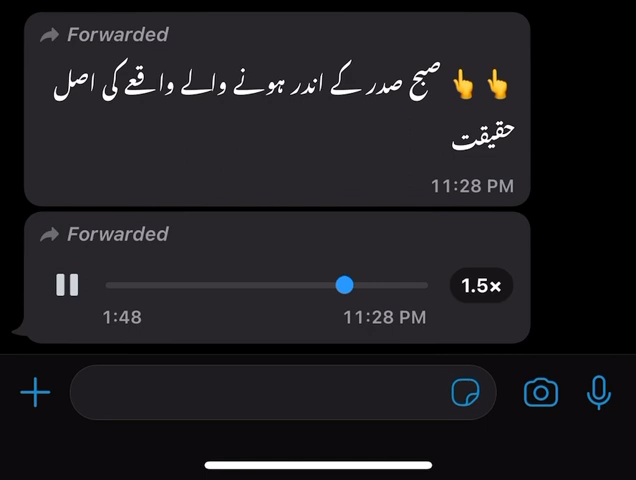 Forwarded
👆👆 صبح صدر کے اندر ہونے والے واقعے کی اصل
حقیقت
11:28 PM
Forwarded
1.5×
1:48 11:28 PM